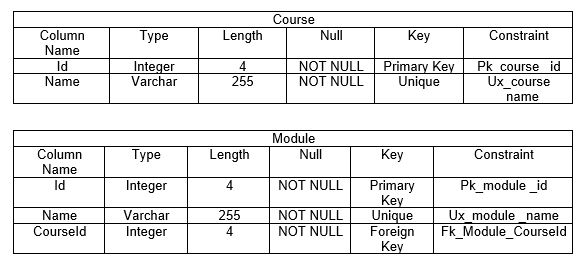 Course
Column Name Type Length Null Key Constraint
Id Integer 4 NOT NULL Primary Key Pk_course _id
Name Varchar 255 NOT NULL Unique Ux_course name
Module
Column Name Type Length Null Key Constraint
Id Integer 4 NOT NULL Primary Key Pk_module _id
Name Varchar 255 NOT NULL Unique Ux_module _name
CourseId Integer 4 NOT NULL Foreign Key Fk_Module_CourseId